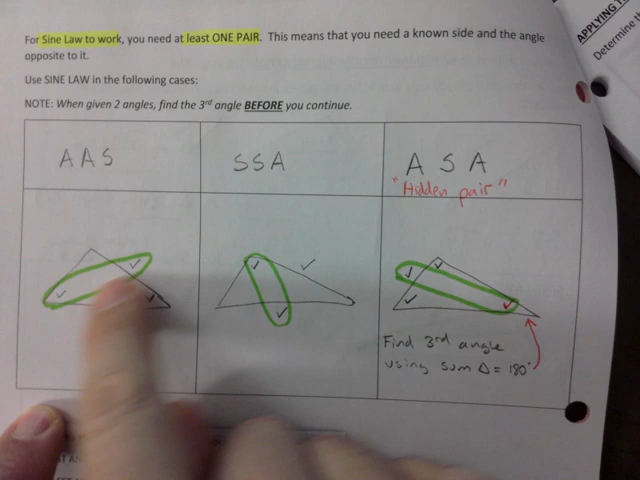 For Sine Law to work, you need at least ONE PAIR. This means that you need a known side and the angle
opposite to it.
Use SINE LAW in the following cases:
NOTE: When given 2 angles, find the 3rd angle BEFORE you continue.
AAS
SSA
ASA
"Hidden pair"
Find 3rd angle
using sum Δ = 180°
APPLYING
Determine